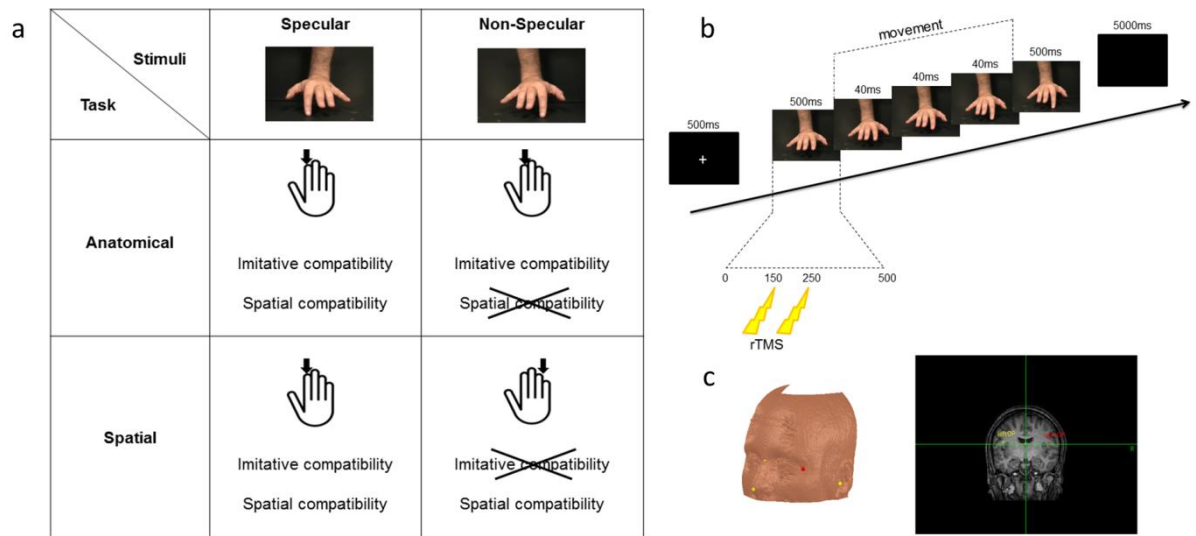 a
Specular
Non-Specular
Stimuli
Task
Anatomical
Imitative compatibility
Spatial compatibility
Imitative compatibility
Spatial compatibility
Spatial
Imitative compatibility
Spatial compatibility
Imitative compatibility
Spatial compatibility
b
movement
500ms
500ms
40ms
40ms
40ms
500ms
5000ms
0
150
250
500
rTMS
c